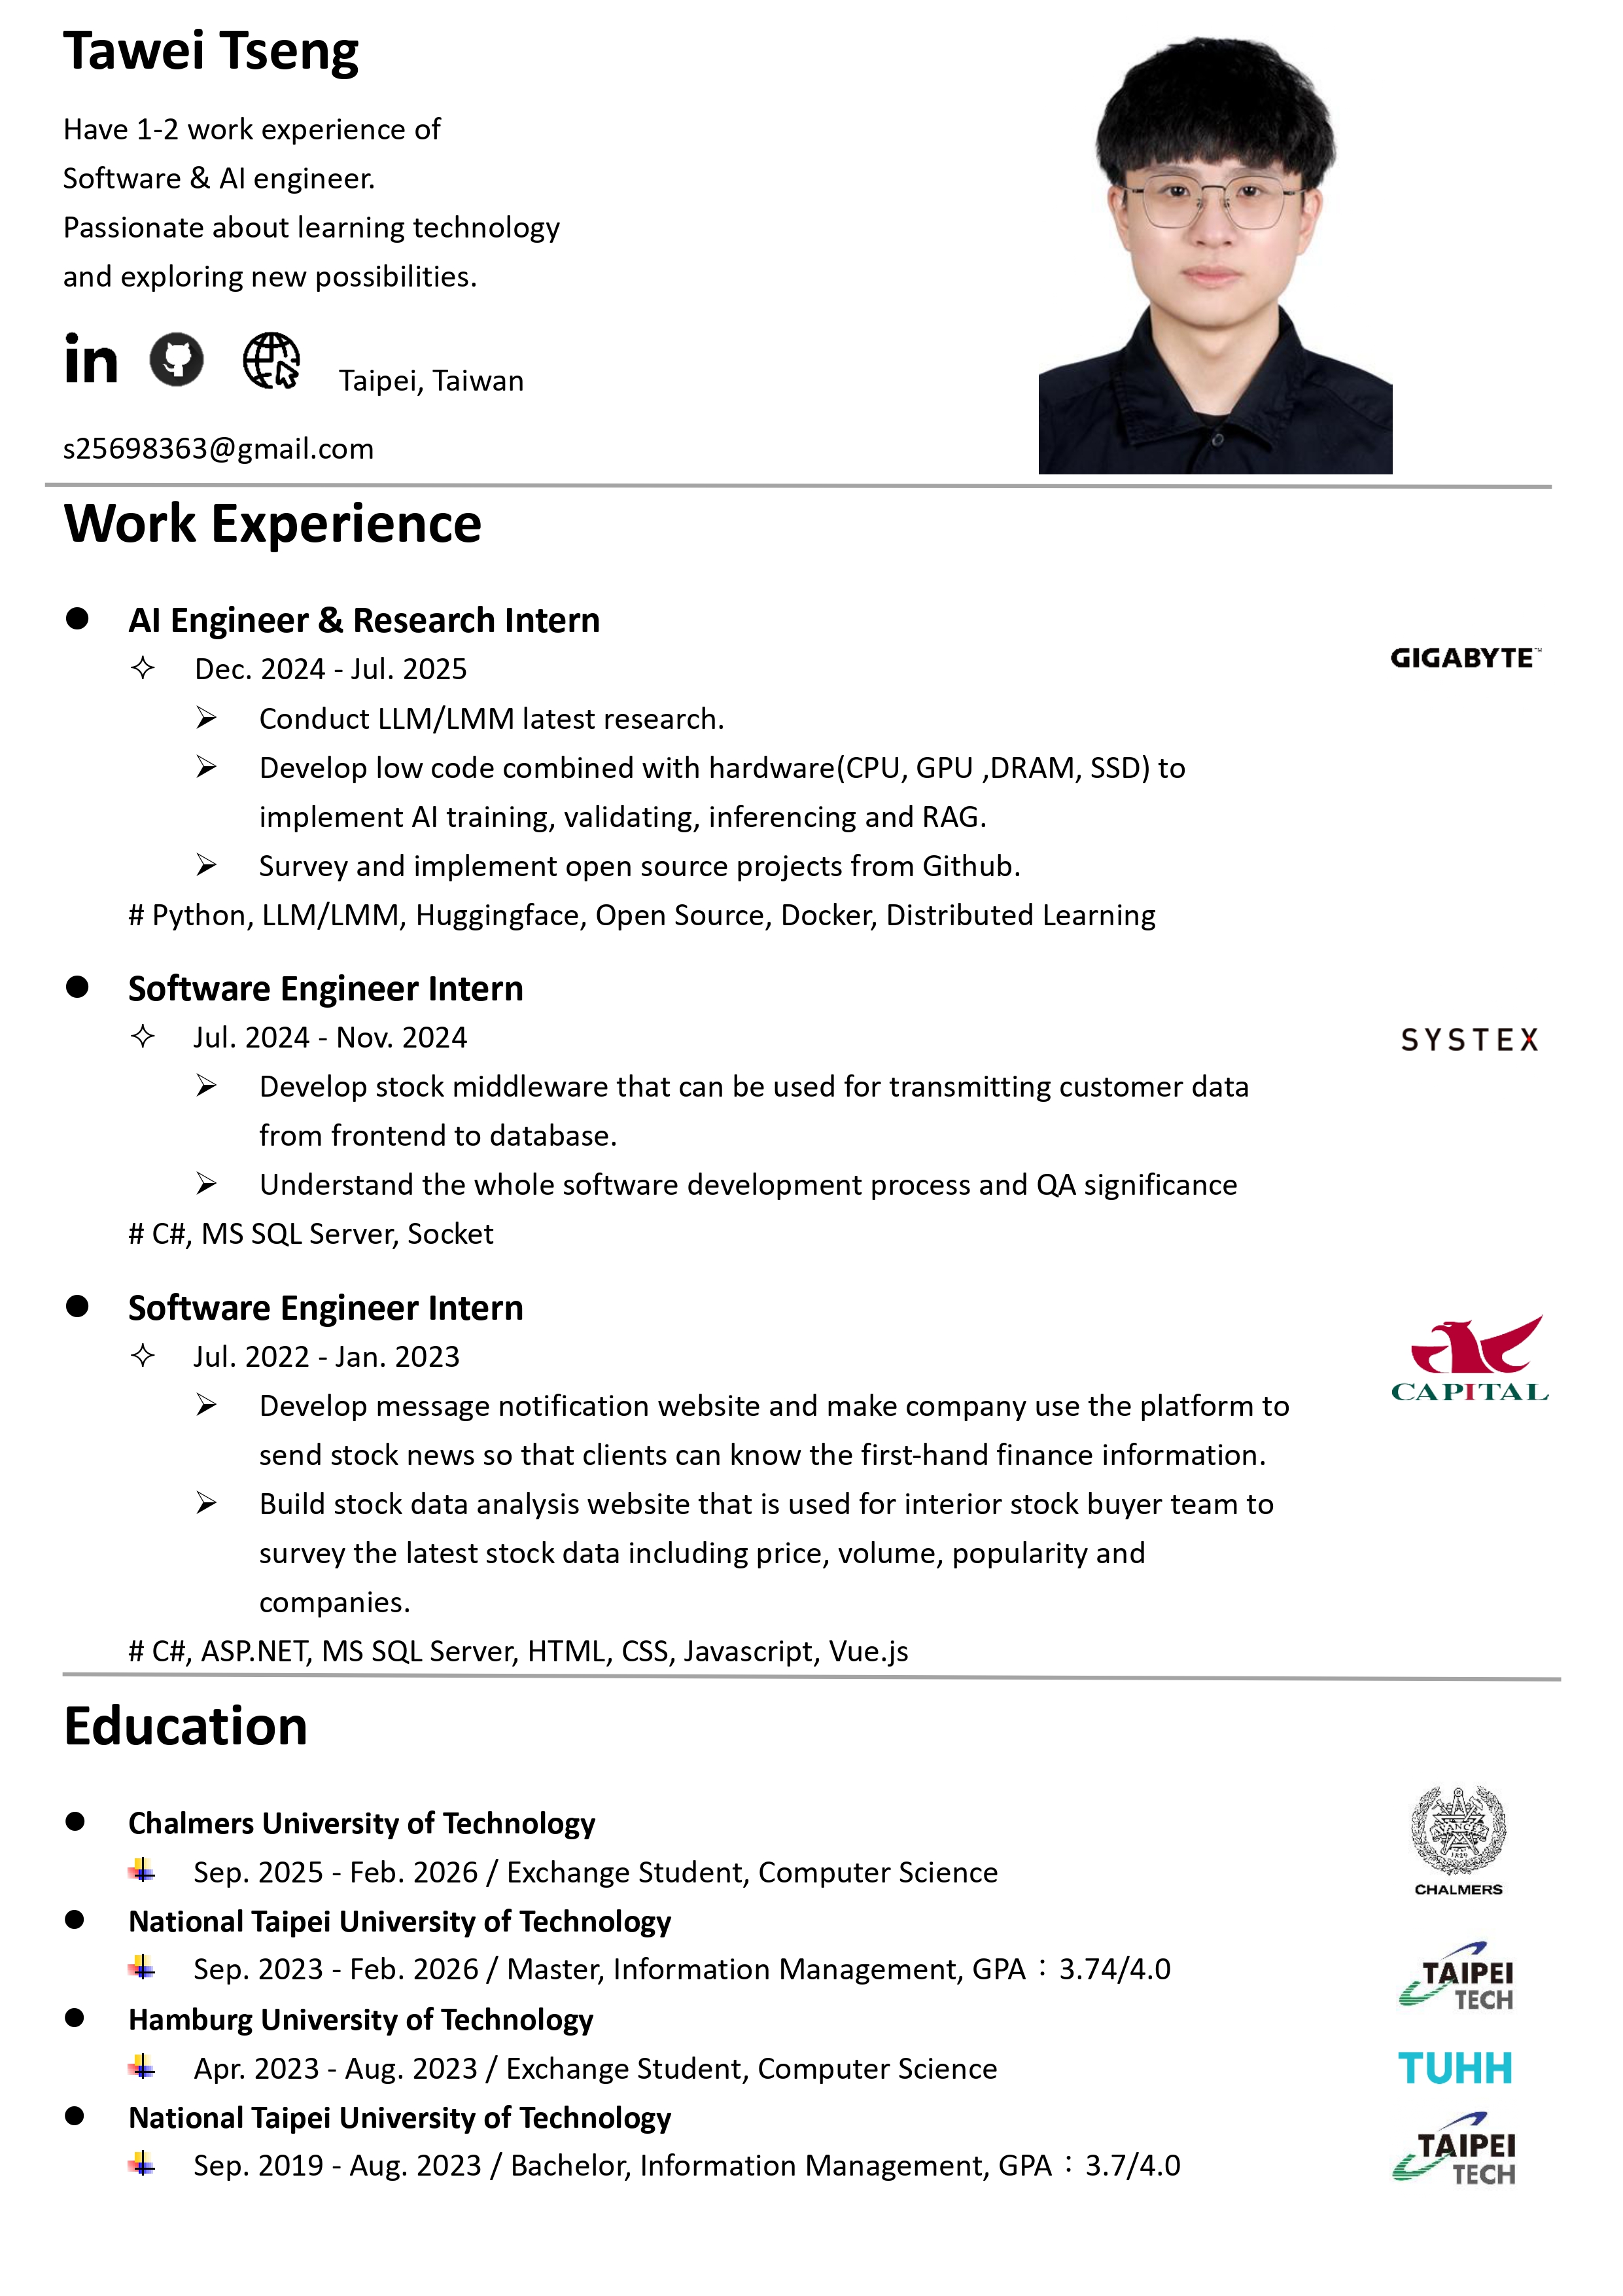 Tawei Tseng
Have 1-2 work experience of
Software & AI engineer.
Passionate about learning technology
and exploring new possibilities.
in
Taipei, Taiwan
s25698363@gmail.com
Work Experience
AI Engineer & Research Intern
GIGABYTE™
Dec. 2024 - Jul. 2025
Conduct LLM/LMM latest research.
Develop low code combined with hardware(CPU, GPU ,DRAM, SSD) to
implement AI training, validating, inferencing and RAG.
Survey and implement open source projects from Github.
# Python, LLM/LMM, Huggingface, Open Source, Docker, Distributed Learning
Software Engineer Intern
SYSTEX
Jul. 2024 - Nov. 2024
Develop stock middleware that can be used for transmitting customer data
from frontend to database.
Understand the whole software development process and QA significance
# C#, MS SQL Server, Socket
Software Engineer Intern
Jul. 2022 - Jan. 2023
CAPITAL
Develop message notification website and make company use the platform to
send stock news so that clients can know the first-hand finance information.
Build stock data analysis website that is used for interior stock buyer team to
survey the latest stock data including price, volume, popularity and
companies.
# C#, ASP.NET, MS SQL Server, HTML, CSS, Javascript, Vue.js
Education
Chalmers University of Technology
AVANCEZ
1829
CHALMERS
Sep. 2025 - Feb. 2026 / Exchange Student, Computer Science
National Taipei University of Technology
Sep. 2023 - Feb. 2026 / Master, Information Management, GPA：3.74/4.0
TAIPEI
TECH
Hamburg University of Technology
Apr. 2023 - Aug. 2023 / Exchange Student, Computer Science
TUHH
National Taipei University of Technology
Sep. 2019 - Aug. 2023 / Bachelor, Information Management, GPA：3.7/4.0
TAIPEI
TECH